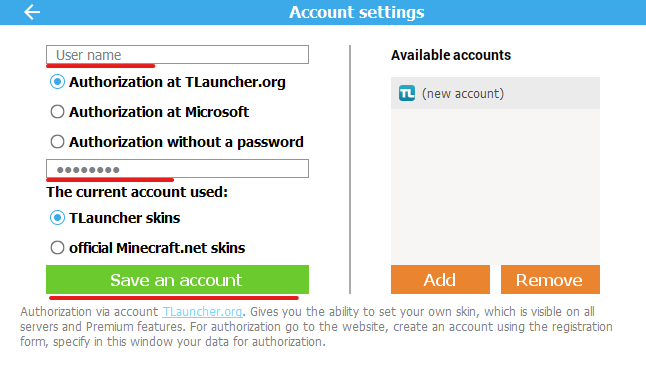 Account settings
User name
Authorization at TLauncher.org
Authorization at Microsoft
Authorization without a password
●●●●●●●●
The current account used:
TLauncher skins
official Minecraft.net skins
Save an account
Available accounts
TL (new account)
Add Remove
Authorization via account TLauncher.org. Gives you the ability to set your own skin, which is visible on all
servers and Premium features. For authorization go to the website, create an account using the registration
form, specify in this window your data for authorization.